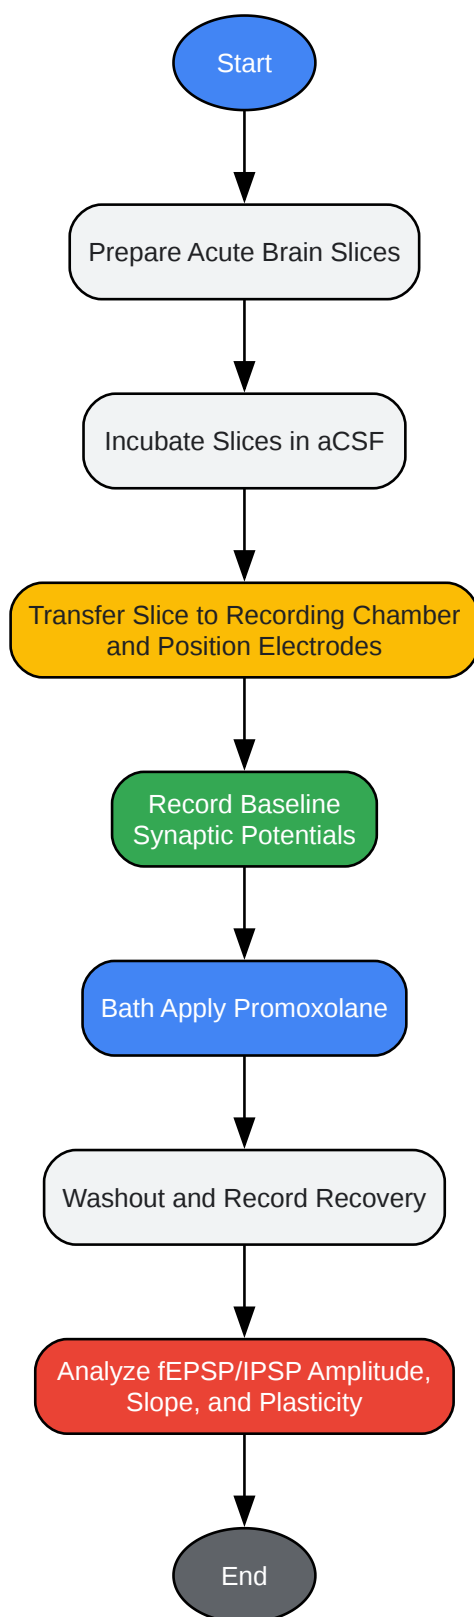 Start
Prepare Acute Brain Slices
Incubate Slices in aCSF
Transfer Slice to Recording Chamber
and Position Electrodes
Record Baseline
Synaptic Potentials
Bath Apply Promoxolane
Washout and Record Recovery
Analyze fEPSP/IPSP Amplitude,
Slope, and Plasticity
End